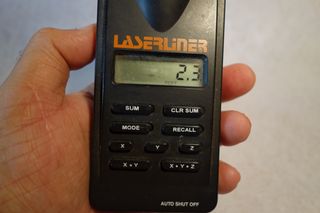 LASERLINER
2.3
SUM CLR SUM
MODE RECALL
X Y Z
X + Y X + Y + Z
AUTO SHUT OFF